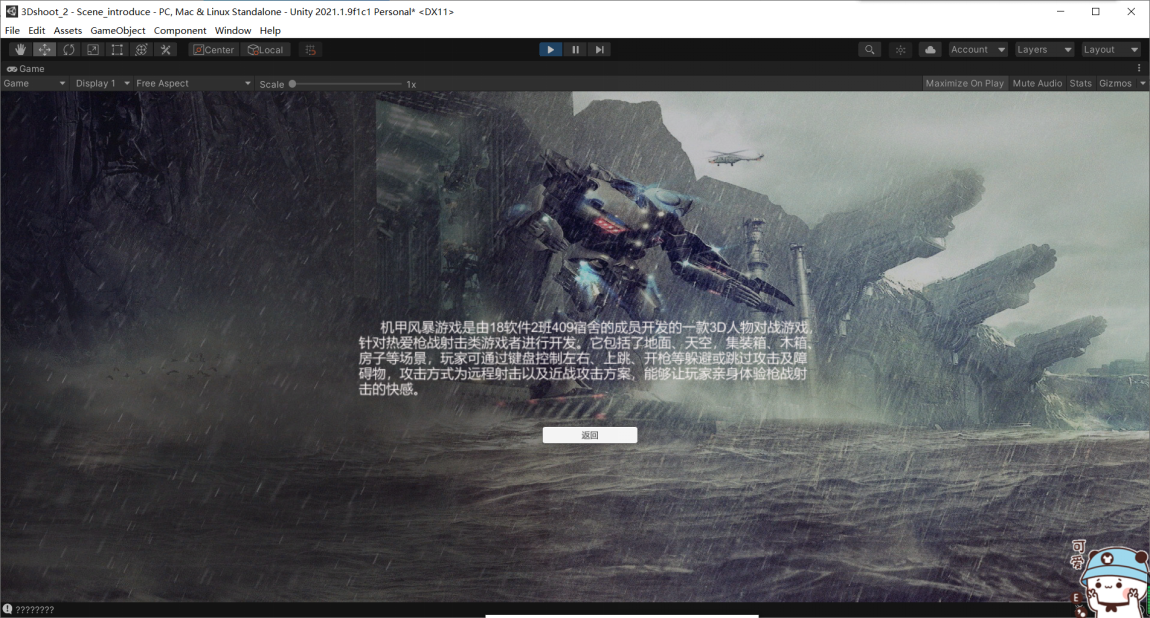 3Dshoot_2 - Scene_introduce - PC, Mac & Linux Standalone - Unity 2021.1.9f1c1 Personal* <DX11>
File Edit Assets GameObject Component Window Help
Center Local Account Layers Layout
Game
Game Display 1 Free Aspect Scale 1x Maximize On Play Mute Audio Stats Gizmos
机甲风暴游戏是由18软件2班409宿舍的成员开发的一款3D人物对战游戏,
针对热爱枪战射击类游戏者进行开发。它包括了地面、天空、集装箱、木箱、
房子等场景，玩家可通过键盘控制左右、上跳、开枪等躲避或跳过攻击及障
碍物，攻击方式为远程射击以及近战攻击方案，能够让玩家亲身体验枪战射
击的快感。
返回
可爱
????????